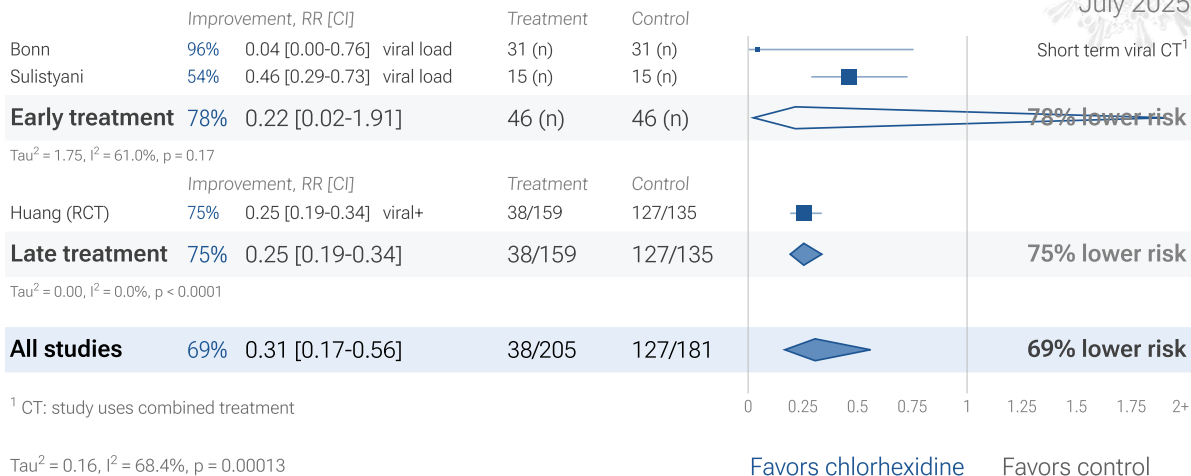 July 2025
Improvement, RR [CI] Treatment Control
Bonn 96% 0.04 [0.00-0.76] viral load 31 (n) 31 (n) Short term viral CT¹
Sulistyani 54% 0.46 [0.29-0.73] viral load 15 (n) 15 (n)
Early treatment 78% 0.22 [0.02-1.91] 46 (n) 46 (n) 78% lower risk
Tau² = 1.75, I² = 61.0%, p = 0.17
Improvement, RR [CI] Treatment Control
Huang (RCT) 75% 0.25 [0.19-0.34] viral+ 38/159 127/135
Late treatment 75% 0.25 [0.19-0.34] 38/159 127/135 75% lower risk
Tau² = 0.00, I² = 0.0%, p < 0.0001
All studies 69% 0.31 [0.17-0.56] 38/205 127/181 69% lower risk
¹ CT: study uses combined treatment 0 0.25 0.5 0.75 1 1.25 1.5 1.75 2+
Tau² = 0.16, I² = 68.4%, p = 0.00013 Favors chlorhexidine Favors control